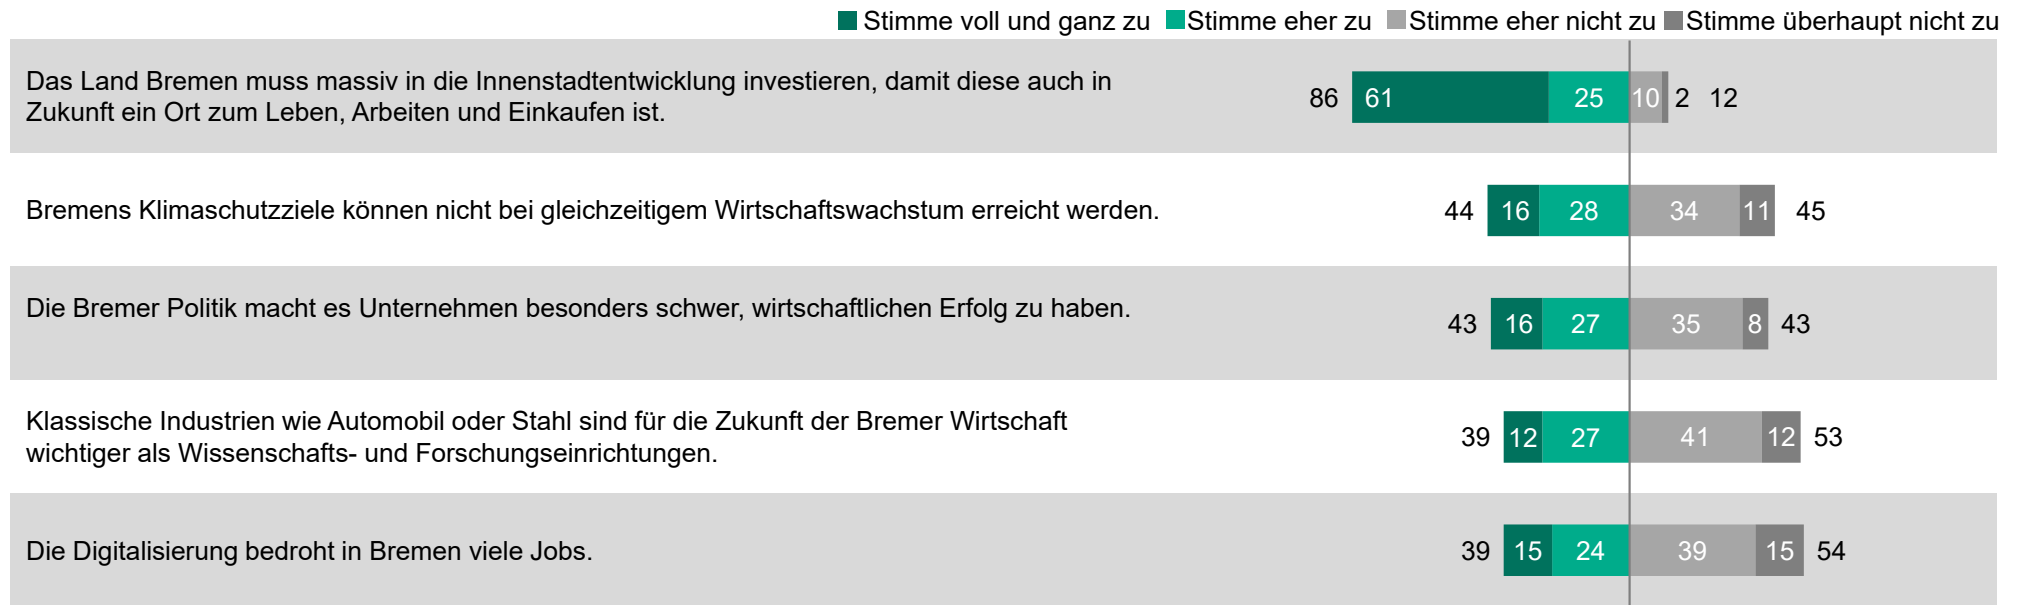 Stimme voll und ganz zu Stimme eher zu Stimme eher nicht zu Stimme überhaupt nicht zu
Das Land Bremen muss massiv in die Innenstadtentwicklung investieren, damit diese auch in
Zukunft ein Ort zum Leben, Arbeiten und Einkaufen ist.
86 61 25 10 2 12
Bremens Klimaschutzziele können nicht bei gleichzeitigem Wirtschaftswachstum erreicht werden.
44 16 28 34 11 45
Die Bremer Politik macht es Unternehmen besonders schwer, wirtschaftlichen Erfolg zu haben.
43 16 27 35 8 43
Klassische Industrien wie Automobil oder Stahl sind für die Zukunft der Bremer Wirtschaft
wichtiger als Wissenschafts- und Forschungseinrichtungen.
39 12 27 41 12 53
Die Digitalisierung bedroht in Bremen viele Jobs.
39 15 24 39 15 54